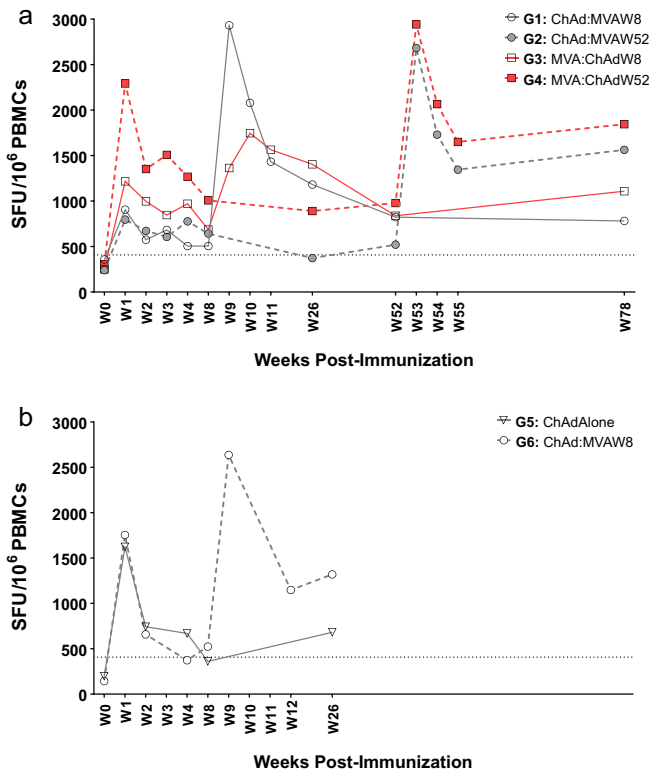 a
SFU/10⁶ PBMCs
3000
2500
2000
1500
1000
500
0
G1: ChAd:MVAW8
G2: ChAd:MVAW52
G3: MVA:ChAdW8
G4: MVA:ChAdW52
W0 W1 W2 W3 W4 W8 W9 W10 W11 W26 W52 W53 W54 W55 W78
Weeks Post-Immunization
b
SFU/10⁶ PBMCs
3000
2500
2000
1500
1000
500
0
G5: ChAdAlone
G6: ChAd:MVAW8
W0 W1 W2 W3 W4 W8 W9 W10 W11 W12 W26
Weeks Post-Immunization